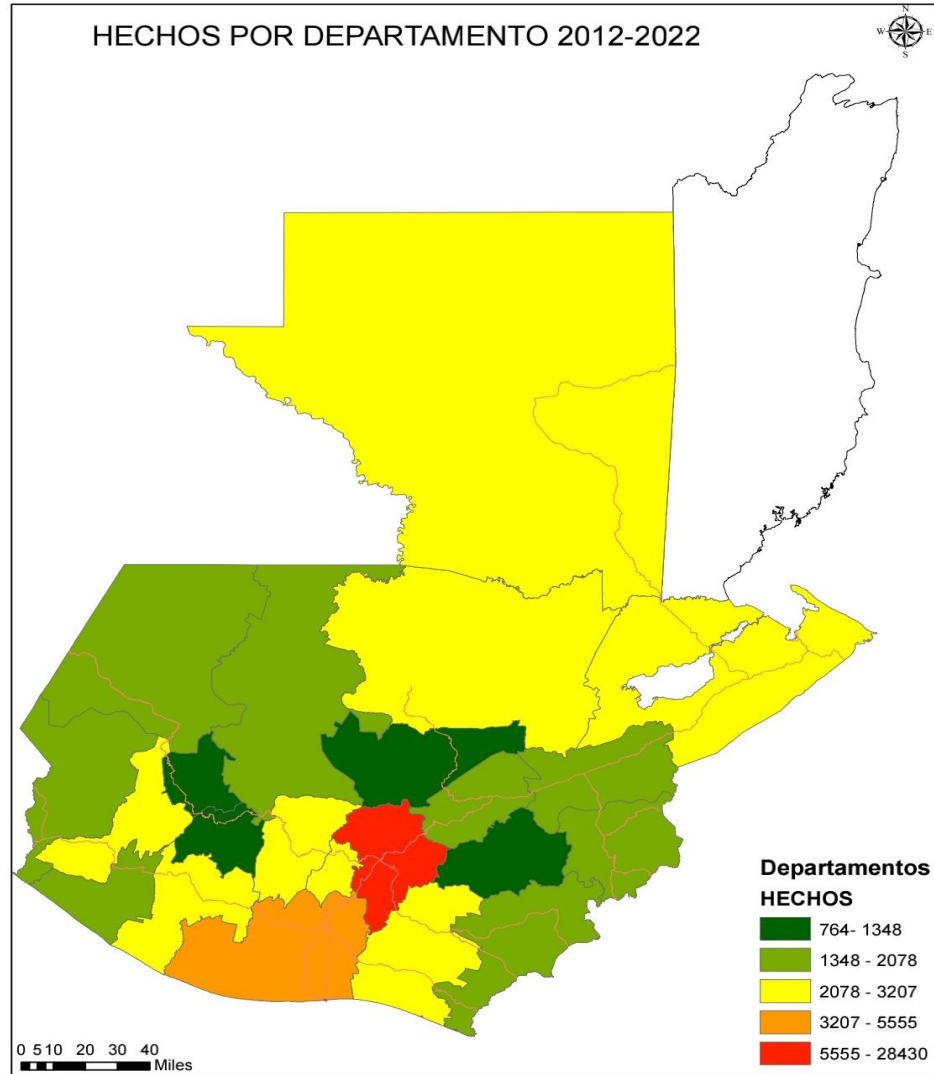 HECHOS POR DEPARTAMENTO 2012-2022
N
W E
S
Departamentos
HECHOS
764- 1348
1348 - 2078
2078 - 3207
3207 - 5555
5555 - 28430
0 5 10 20 30 40
Miles